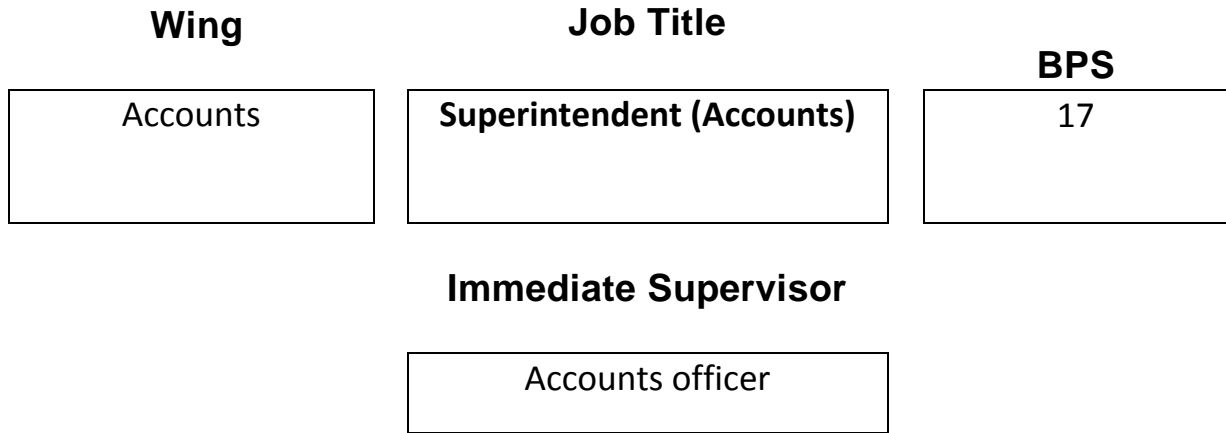 Wing
Job Title
BPS
Accounts
Superintendent (Accounts)
17
Immediate Supervisor
Accounts officer